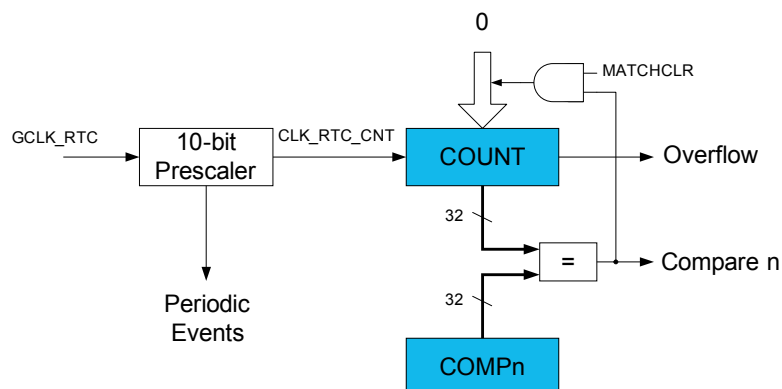 0
MATCHCLR
GCLK_RTC
10-bit
Prescaler
CLK_RTC_CNT
COUNT
Overflow
32
=
Compare n
32
Periodic
Events
COMPn